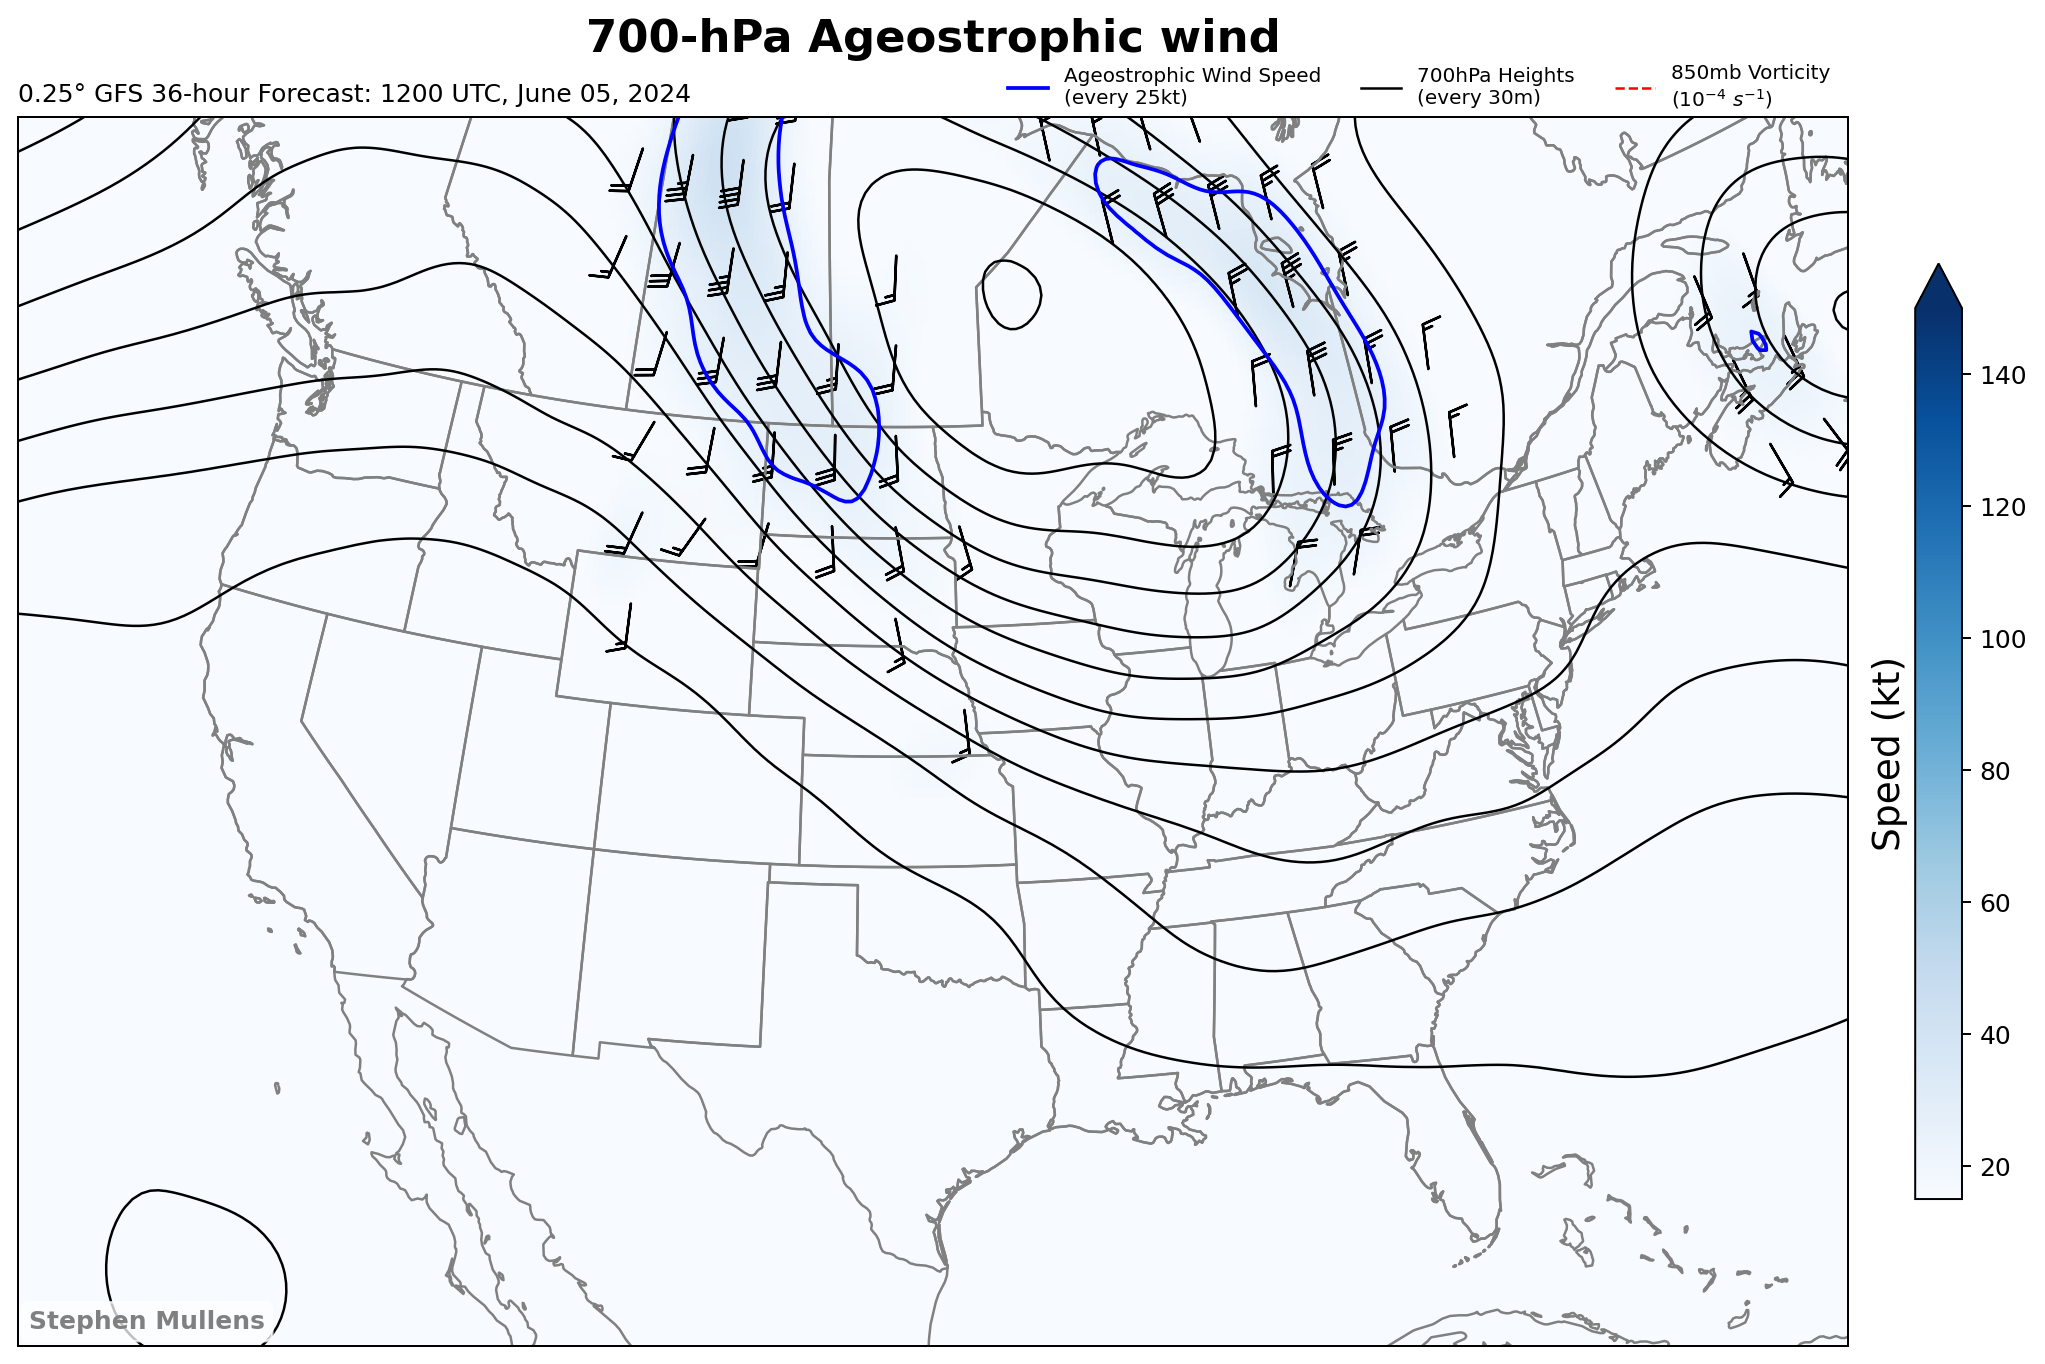 700-hPa Ageostrophic wind
0.25° GFS 36-hour Forecast: 1200 UTC, June 05, 2024
Ageostrophic Wind Speed
(every 25kt)
700hPa Heights
(every 30m)
850mb Vorticity
(10⁻⁴ s⁻¹)
140
120
100
80
60
40
20
Speed (kt)
Stephen Mullens